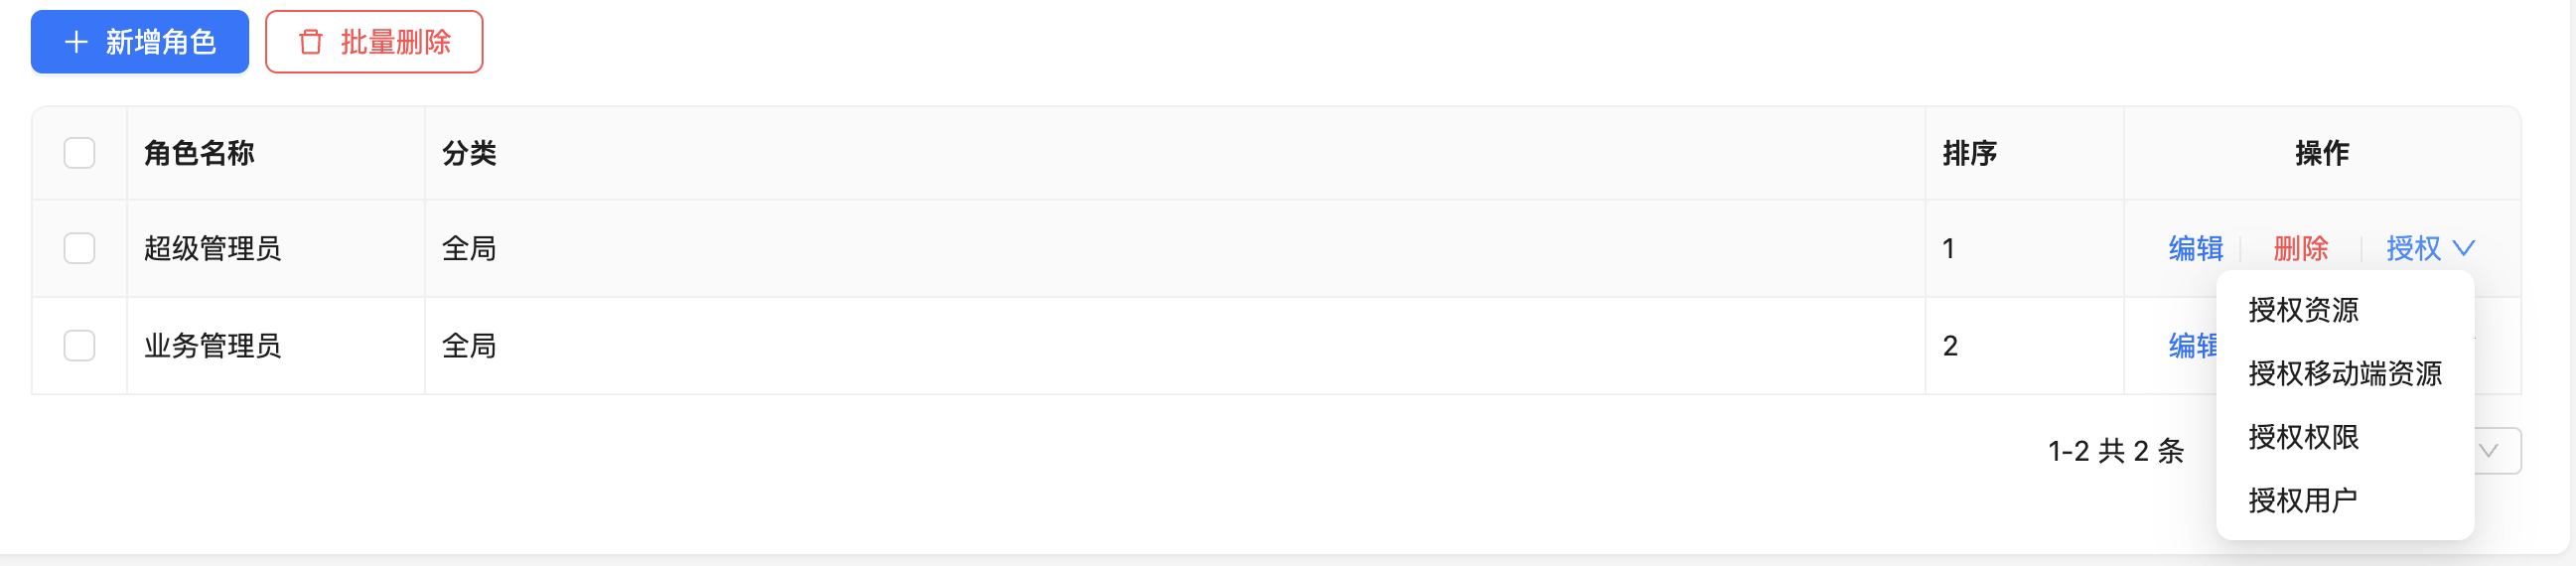 新增角色 批量删除
角色名称 分类 排序 操作
超级管理员 全局 1 编辑 删除 授权
业务管理员 全局 2 编辑
1-2 共 2 条
授权资源
授权移动端资源
授权权限
授权用户